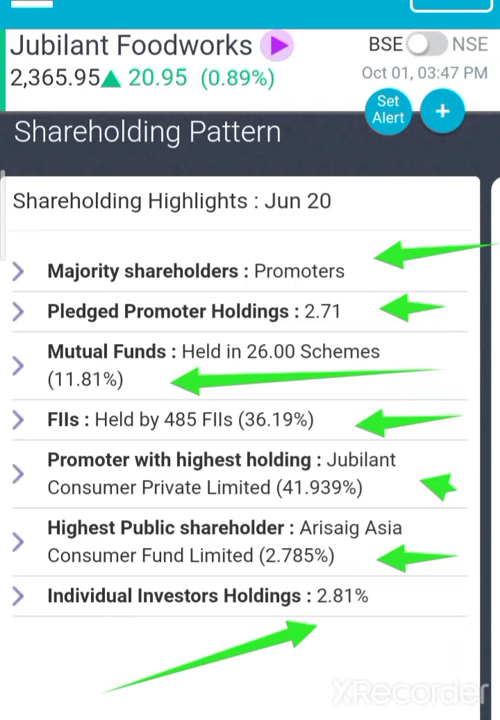 Jubilant Foodworks
BSE NSE
2,365.95 20.95 (0.89%)
Oct 01, 03:47 PM
Set
Alert
+
Shareholding Pattern
Shareholding Highlights : Jun 20
Majority shareholders : Promoters
Pledged Promoter Holdings : 2.71
Mutual Funds : Held in 26.00 Schemes
(11.81%)
FIIs : Held by 485 FIIs (36.19%)
Promoter with highest holding : Jubilant
Consumer Private Limited (41.939%)
Highest Public shareholder : Arisaig Asia
Consumer Fund Limited (2.785%)
Individual Investors Holdings : 2.81%
XRecorder